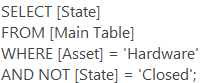 SELECT [State]
FROM [Main Table]
WHERE [Asset] = 'Hardware'
AND NOT [State] = 'Closed';